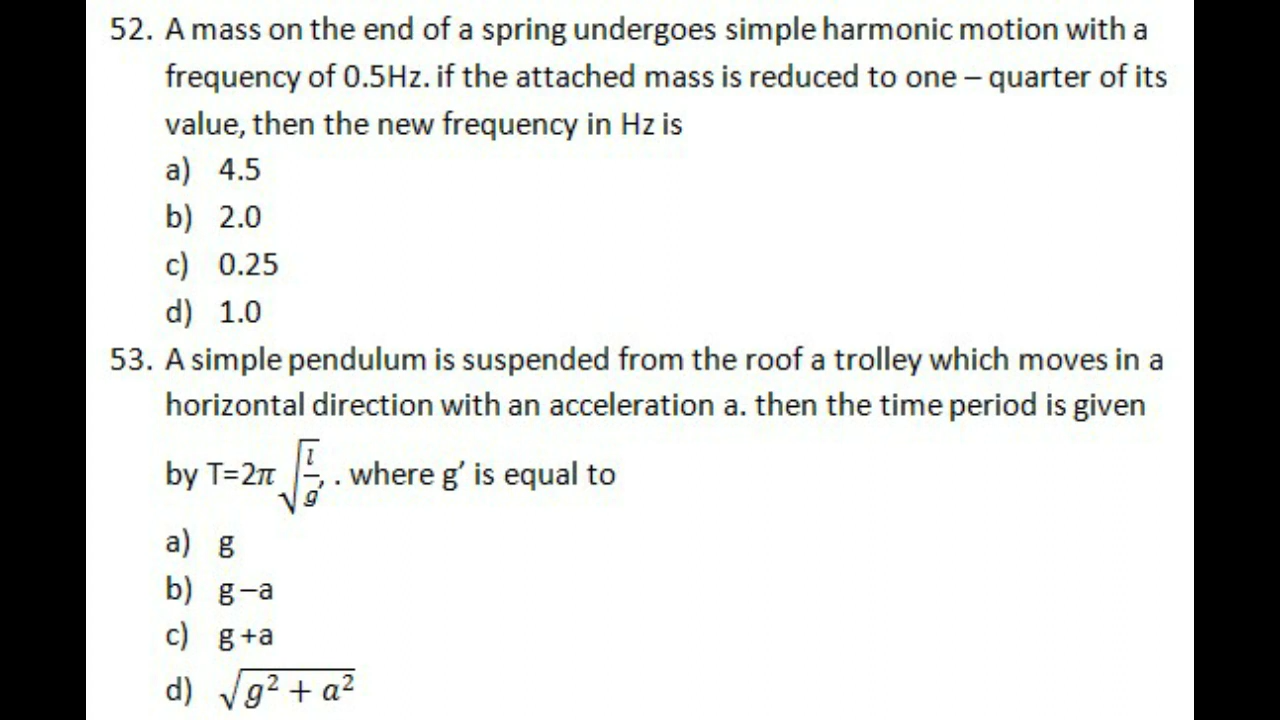 52. A mass on the end of a spring undergoes simple harmonic motion with a
frequency of 0.5Hz. if the attached mass is reduced to one – quarter of its
value, then the new frequency in Hz is
a) 4.5
b) 2.0
c) 0.25
d) 1.0
53. A simple pendulum is suspended from the roof a trolley which moves in a
horizontal direction with an acceleration a. then the time period is given
by T=2π √(l/g′) . where g′ is equal to
a) g
b) g–a
c) g+a
d) √(g² + a²)